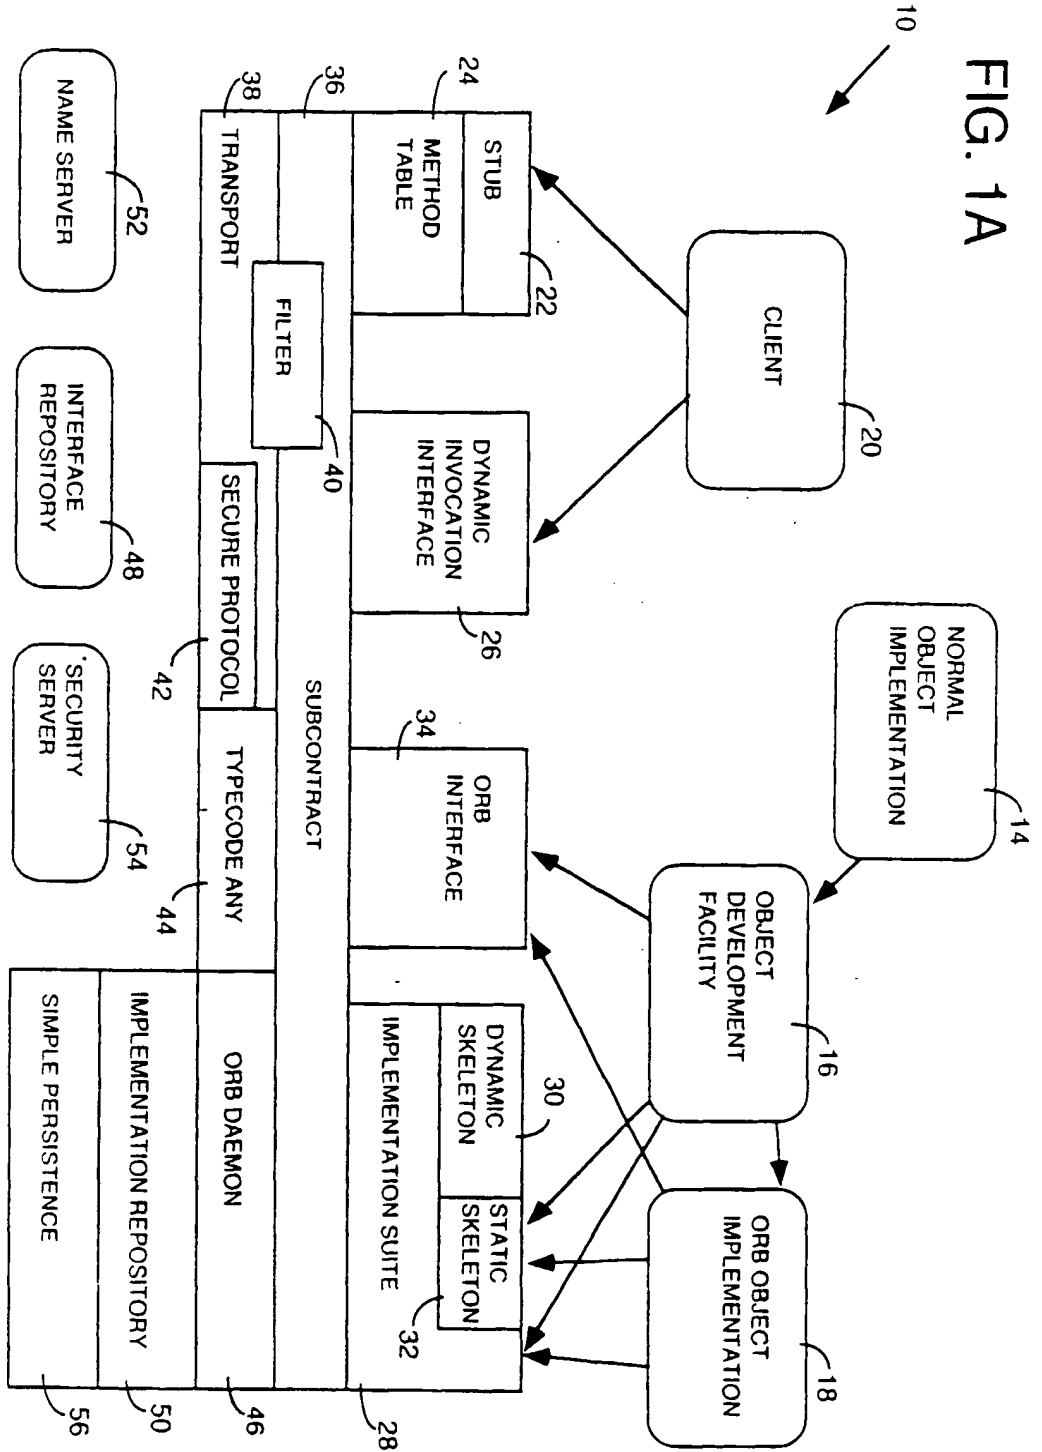 FIG. 1A
10
CLIENT
20
NORMAL
OBJECT
IMPLEMENTATION
14
OBJECT
DEVELOPMENT
FACILITY
16
ORB OBJECT
IMPLEMENTATION
18
STUB
22
METHOD
TABLE
24
DYNAMIC
INVOCATION
INTERFACE
26
ORB
INTERFACE
34
DYNAMIC
SKELETON
30
STATIC
SKELETON
32
IMPLEMENTATION SUITE
28
36
SUBCONTRACT
FILTER
40
38
TRANSPORT
SECURE PROTOCOL
42
TYPECODE ANY
44
ORB DAEMON
46
IMPLEMENTATION REPOSITORY
50
SIMPLE PERSISTENCE
56
NAME SERVER
52
INTERFACE
REPOSITORY
48
SECURITY
SERVER
54